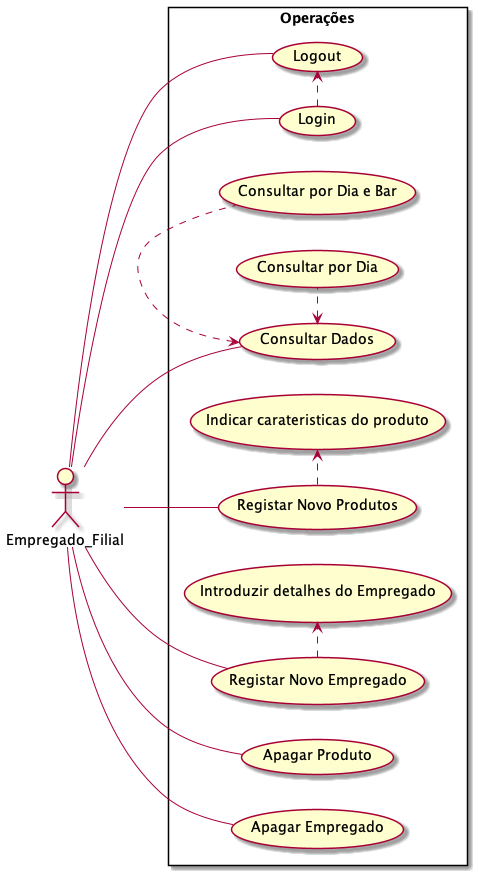 Operações
Logout
Login
Consultar por Dia e Bar
Consultar por Dia
Consultar Dados
Indicar carateristicas do produto
Registar Novo Produtos
Empregado_Filial
Introduzir detalhes do Empregado
Registar Novo Empregado
Apagar Produto
Apagar Empregado